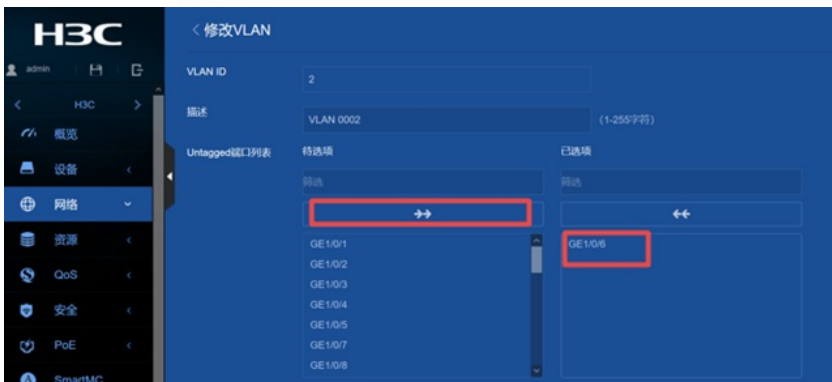 H3C
admin
H3C
概览
设备
网络
资源
QoS
安全
PoE
SmartMC
修改VLAN
VLAN ID
2
描述
VLAN 0002
(1-255字符)
Untagged端口列表
待选项
已选项
筛选
筛选
GE1/0/1
GE1/0/2
GE1/0/3
GE1/0/4
GE1/0/5
GE1/0/7
GE1/0/8
GE1/0/6